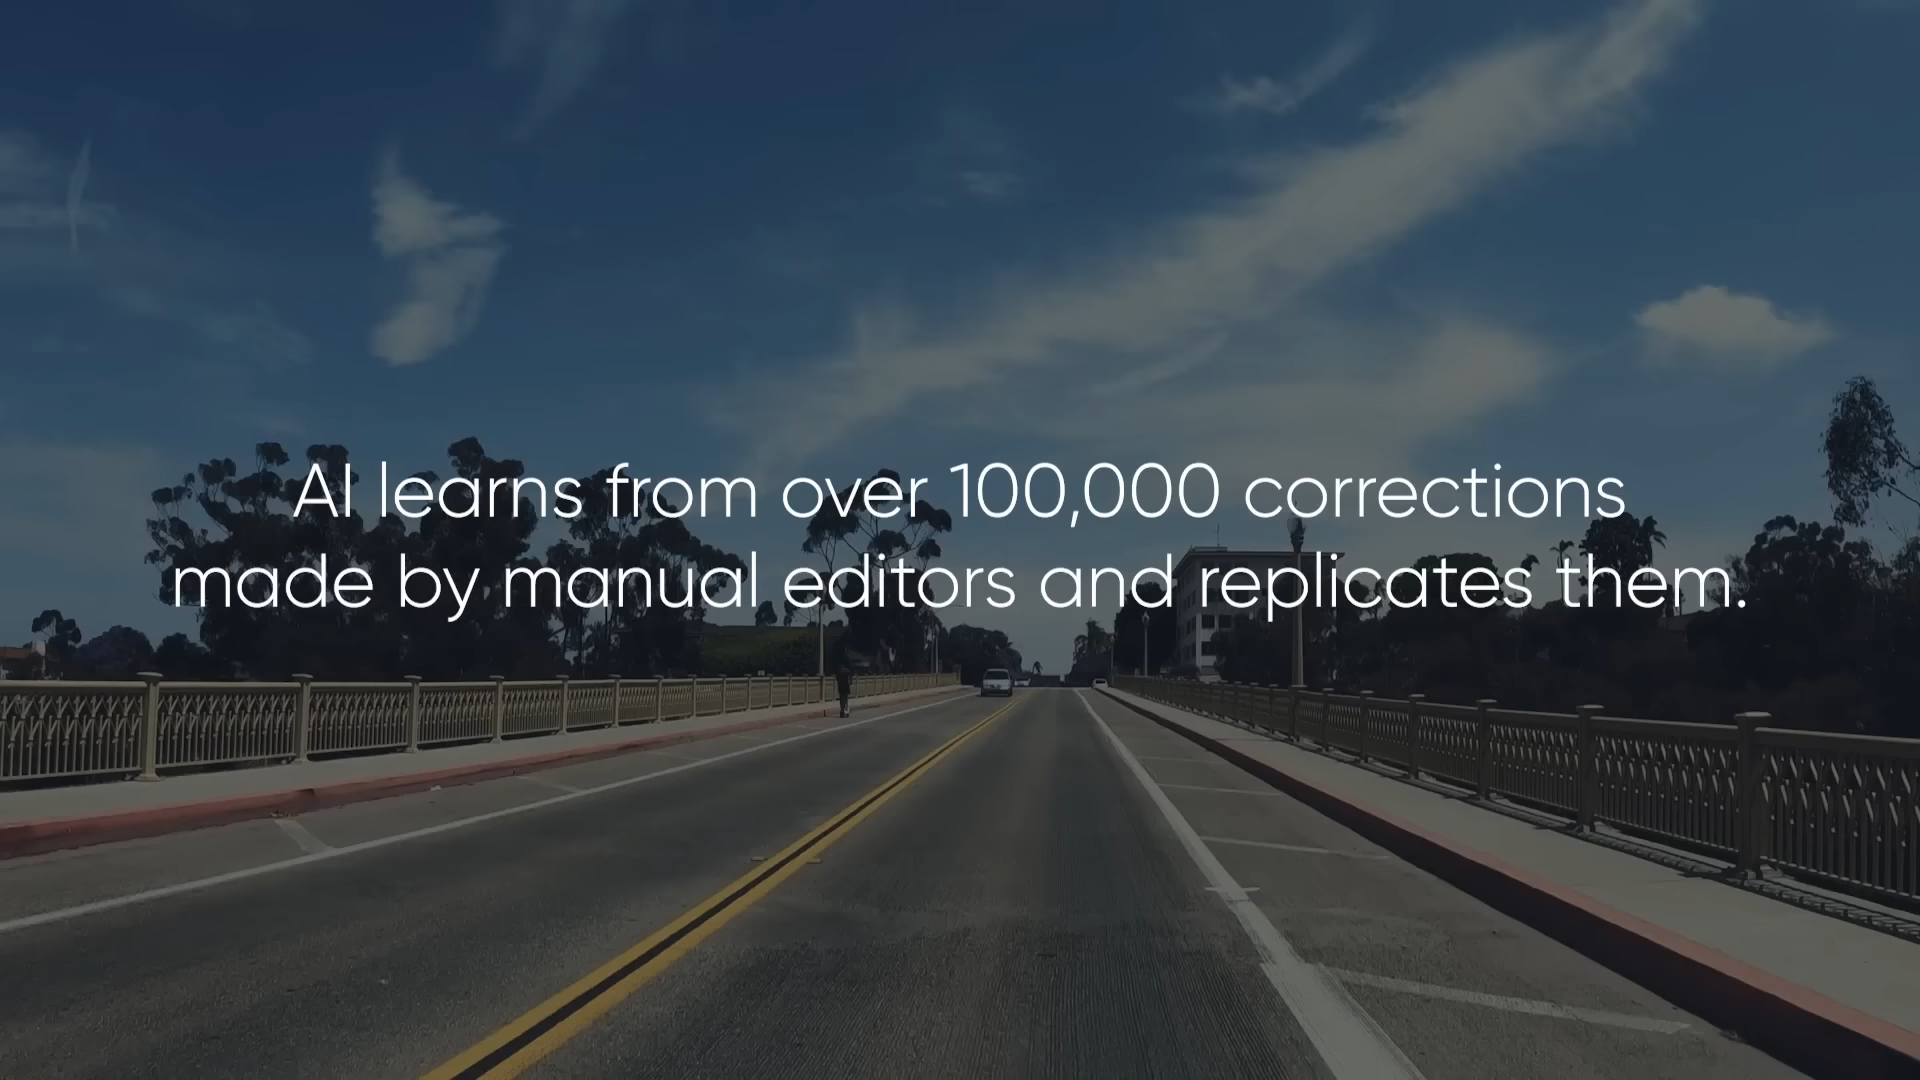 AI learns from over 100,000 corrections
made by manual editors and replicates them.